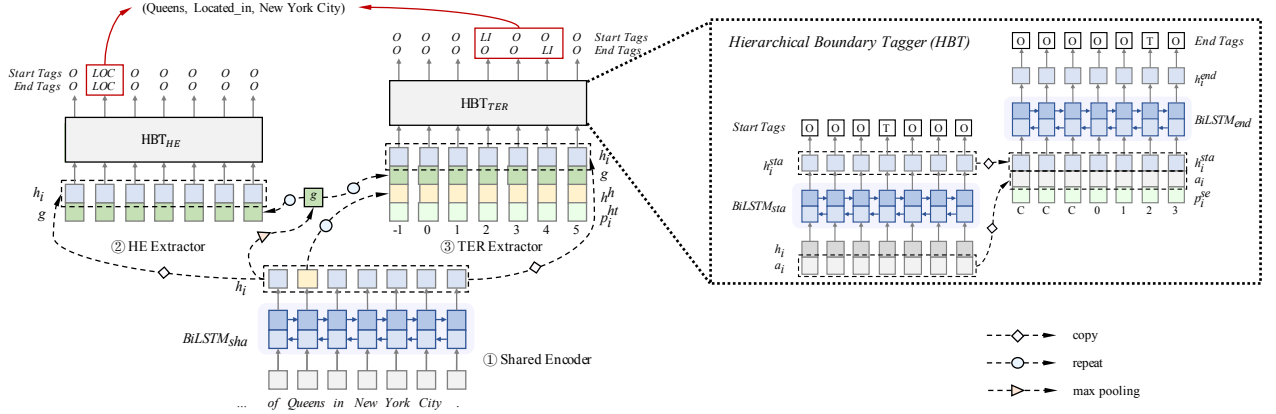 (Queens, Located_in, New York City)
O O O LI O O O Start Tags
O O O O O LI O End Tags
Start Tags O LOC O O O O O
End Tags O LOC O O O O O
HBT_HE
HBT_TER
h_i
g
② HE Extractor
g
h_i
g
h^h
p_i^ht
-1 0 1 2 3 4 5
③ TER Extractor
h_i
BiLSTM_sha
① Shared Encoder
... of Queens in New York City .
Hierarchical Boundary Tagger (HBT)
O O O O O T O End Tags
h_i^end
BiLSTM_end
Start Tags O O O T O O O
h_i^sta
BiLSTM_sta
h_i
a_i
h_i^sta
a_i
p_i^se
C C C 0 1 2 3
copy
repeat
max pooling